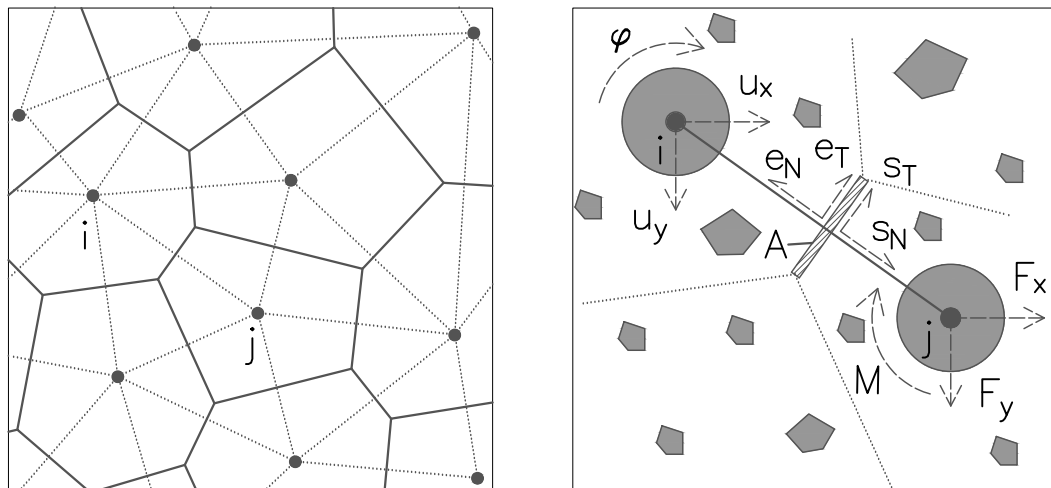 i
j
φ
u_x
i
e_N
e_T
s_T
u_y
A
s_N
F_x
j
M
F_y